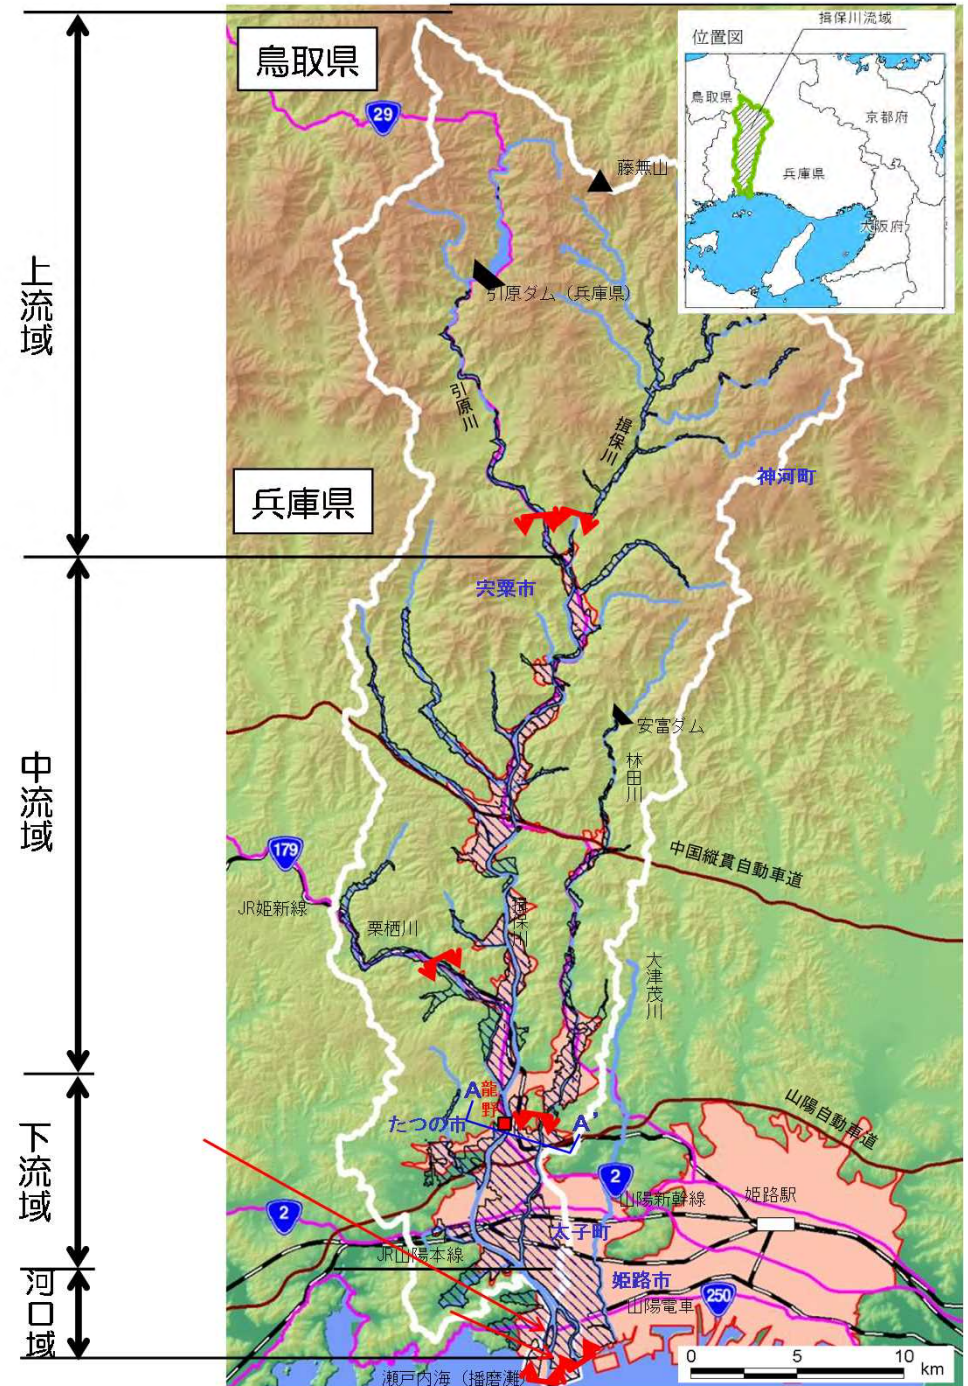 鳥取県
位置図
揖保川流域
鳥取県
京都府
兵庫県
大阪府
29
藤無山
引原ダム（兵庫県）
上流域
引原川
揖保川
神河町
兵庫県
宍粟市
安富ダム
林田川
中流域
中国縦貫自動車道
179
JR姫新線
揖保川
栗栖川
大津茂川
A
龍野
たつの市
A'
山陽自動車道
下流域
2
2
山陽新幹線
姫路駅
太子町
JR山陽本線
姫路市
河口域
250
山陽電車
瀬戸内海（播磨灘）
0 5 10 km